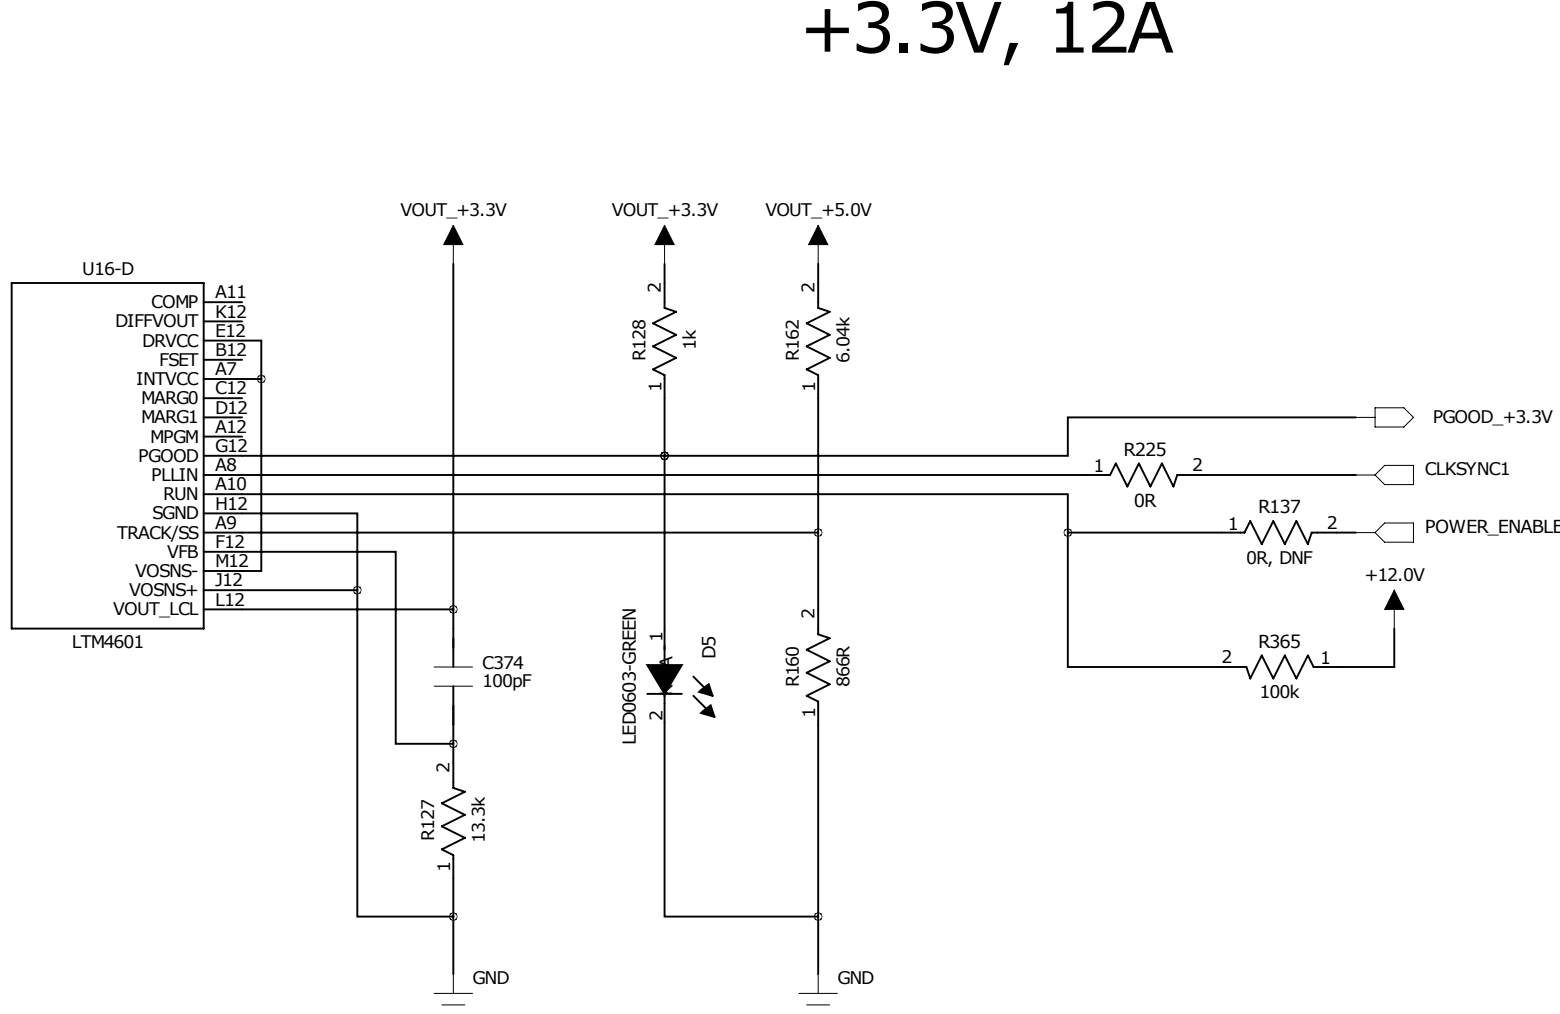 +3.3V, 12A
VOUT_+3.3V
VOUT_+3.3V
VOUT_+5.0V
U16-D
COMP A11
DIFFVOUT K12
DRVCC E12
FSET B12
INTVCC A7
MARG0 C12
MARG1 D12
MPGM A12
PGOOD G12
PLLIN A8
RUN A10
SGND H12
TRACK/SS A9
VFB F12
VOSNS- M12
VOSNS+ J12
VOUT_LCL L12
LTM4601
2
R128
1k
1
2
R162
6.04k
1
PGOOD_+3.3V
R225
1 2
0R
CLKSYNC1
R137
1 2
0R, DNF
POWER_ENABLE
+12.0V
R365
2 1
100k
C374
100pF
LED0603-GREEN
1
A
D5
2
2
R160
866R
1
2
R127
13.3k
1
GND
GND